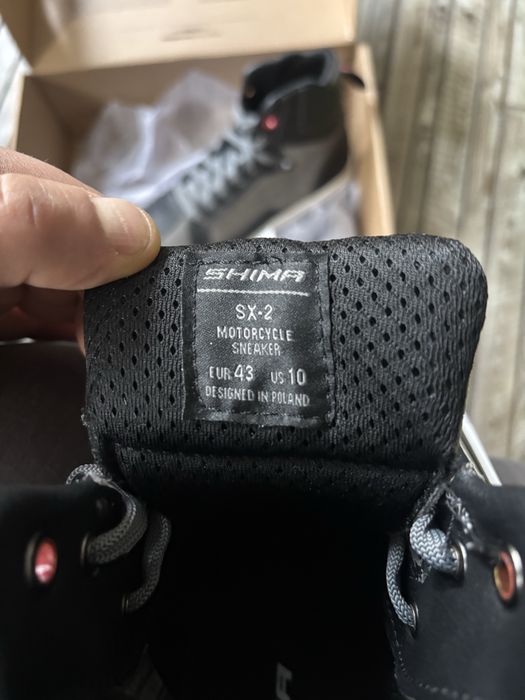 SHIMA
SX-2
MOTORCYCLE
SNEAKER
EUR 43 US 10
DESIGNED IN POLAND